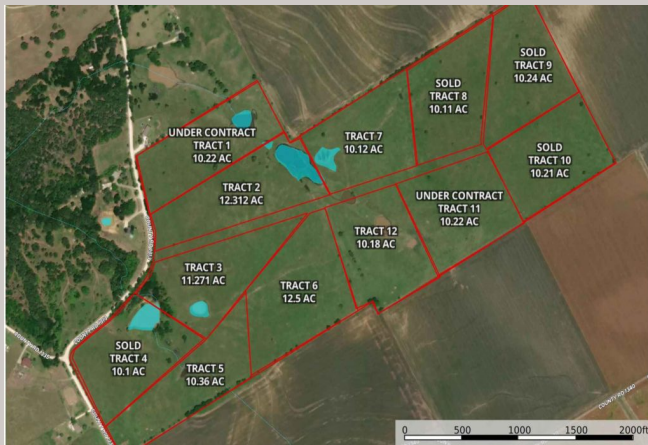 SOLD
TRACT 9
10.24 AC
SOLD
TRACT 8
10.11 AC
UNDER CONTRACT
TRACT 1
10.22 AC
TRACT 7
10.12 AC
SOLD
TRACT 10
10.21 AC
TRACT 2
12.312 AC
UNDER CONTRACT
TRACT 11
10.22 AC
TRACT 12
10.18 AC
TRACT 3
11.271 AC
TRACT 6
12.5 AC
SOLD
TRACT 4
10.1 AC
TRACT 5
10.36 AC
COUNTY RD 1340
0 500 1000 1500 2000ft